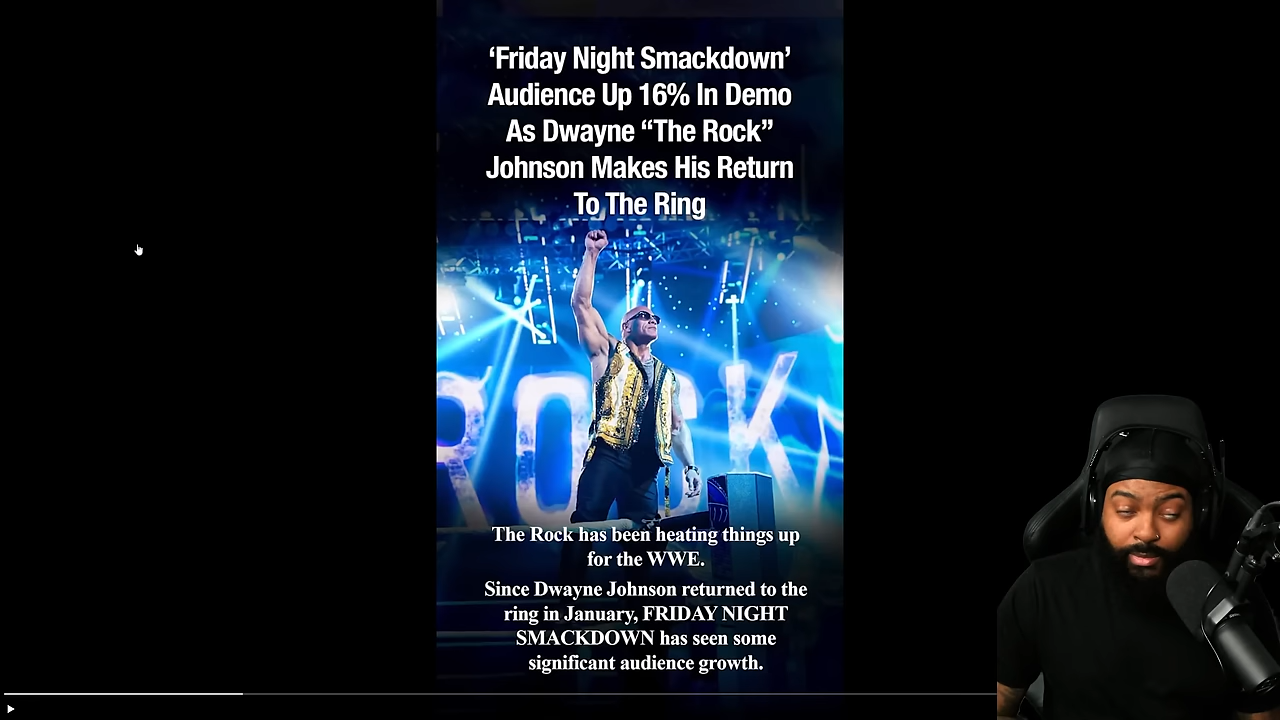 ‘Friday Night Smackdown’
Audience Up 16% In Demo
As Dwayne “The Rock”
Johnson Makes His Return
To The Ring
ROCK
The Rock has been heating things up
for the WWE.
Since Dwayne Johnson returned to the
ring in January, FRIDAY NIGHT
SMACKDOWN has seen some
significant audience growth.